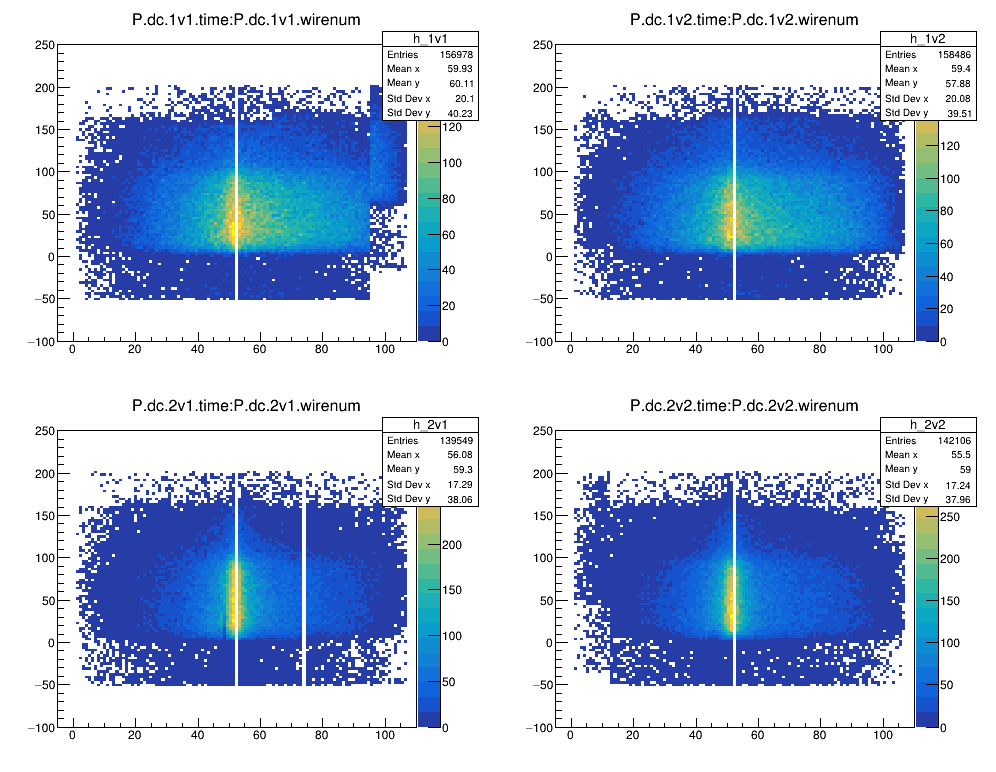 P.dc.1v1.time:P.dc.1v1.wirenum
h_1v1
Entries 156978
Mean x 59.93
Mean y 60.11
Std Dev x 20.1
Std Dev y 40.23
250
200
150
100
50
0
−50
−100
0 20 40 60 80 100
120
100
80
60
40
20
0
P.dc.1v2.time:P.dc.1v2.wirenum
h_1v2
Entries 158486
Mean x 59.4
Mean y 57.88
Std Dev x 20.08
Std Dev y 39.51
250
200
150
100
50
0
−50
−100
0 20 40 60 80 100
120
100
80
60
40
20
0
P.dc.2v1.time:P.dc.2v1.wirenum
h_2v1
Entries 139549
Mean x 56.08
Mean y 59.3
Std Dev x 17.29
Std Dev y 38.06
250
200
150
100
50
0
−50
−100
0 20 40 60 80 100
200
150
100
50
0
P.dc.2v2.time:P.dc.2v2.wirenum
h_2v2
Entries 142106
Mean x 55.5
Mean y 59
Std Dev x 17.24
Std Dev y 37.96
250
200
150
100
50
0
−50
−100
0 20 40 60 80 100
250
200
150
100
50
0